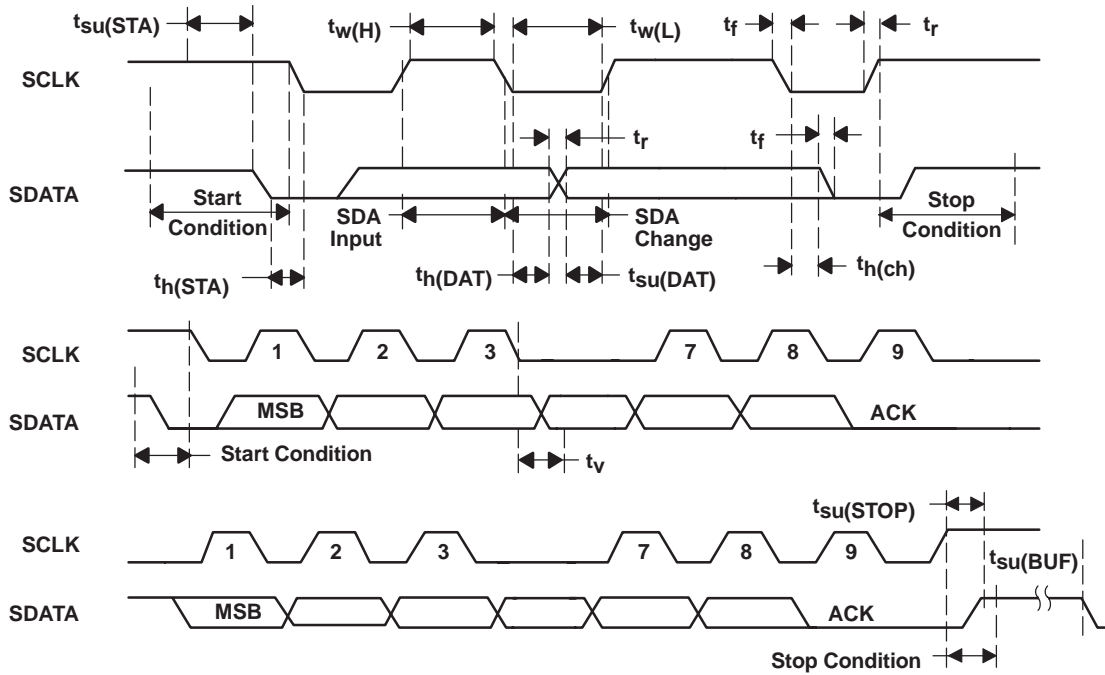 tsu(STA)
tw(H)
tw(L)
tf
tr
SCLK
tr
tf
SDATA
Start
Condition
SDA
Input
SDA
Change
Stop
Condition
th(STA)
th(DAT)
tsu(DAT)
th(ch)
SCLK
1
2
3
7
8
9
SDATA
MSB
ACK
Start Condition
tv
tsu(STOP)
SCLK
1
2
3
7
8
9
tsu(BUF)
SDATA
MSB
ACK
Stop Condition